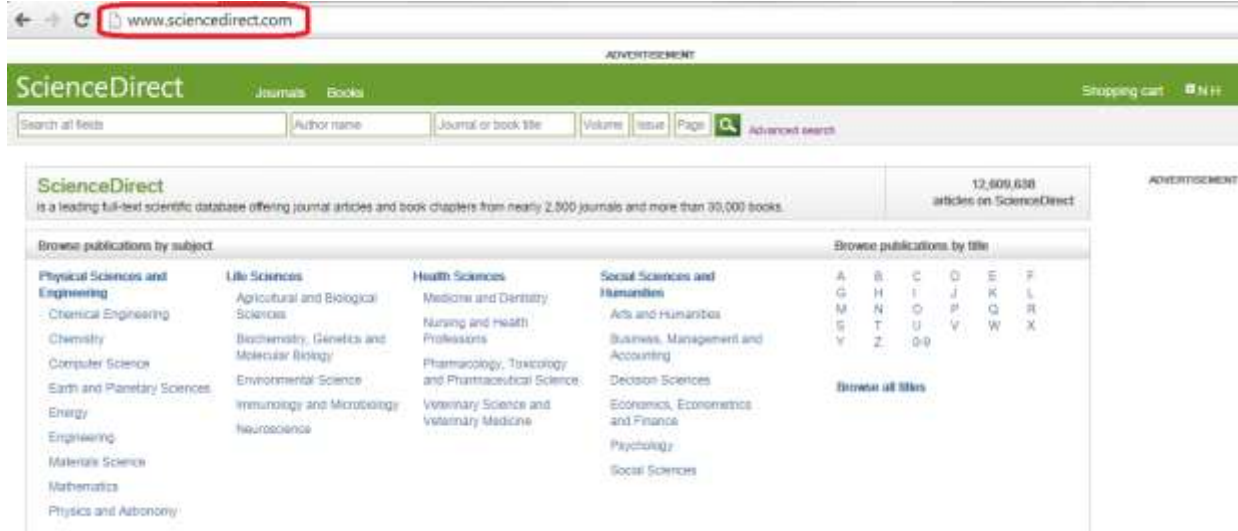 www.sciencedirect.com
ADVERTISEMENT
ScienceDirect Journals Books Shopping cart
Search all fields Author name Journal or book title Volume Issue Page Advanced search
ScienceDirect
is a leading full-text scientific database offering journal articles and book chapters from nearly 2,500 journals and more than 30,000 books.
12,609,638
articles on ScienceDirect
ADVERTISEMENT
Browse publications by subject
Physical Sciences and
Engineering
Chemical Engineering
Chemistry
Computer Science
Earth and Planetary Sciences
Energy
Engineering
Materials Science
Mathematics
Physics and Astronomy
Life Sciences
Agricultural and Biological
Sciences
Biochemistry, Genetics and
Molecular Biology
Environmental Science
Immunology and Microbiology
Neuroscience
Health Sciences
Medicine and Dentistry
Nursing and Health
Professions
Pharmacology, Toxicology
and Pharmaceutical Science
Veterinary Science and
Veterinary Medicine
Social Sciences and
Humanities
Arts and Humanities
Business, Management and
Accounting
Decision Sciences
Economics, Econometrics
and Finance
Psychology
Social Sciences
Browse publications by title
A B C D E F
G H I J K L
M N O P Q R
S T U V W X
Y Z 0-9
Browse all titles